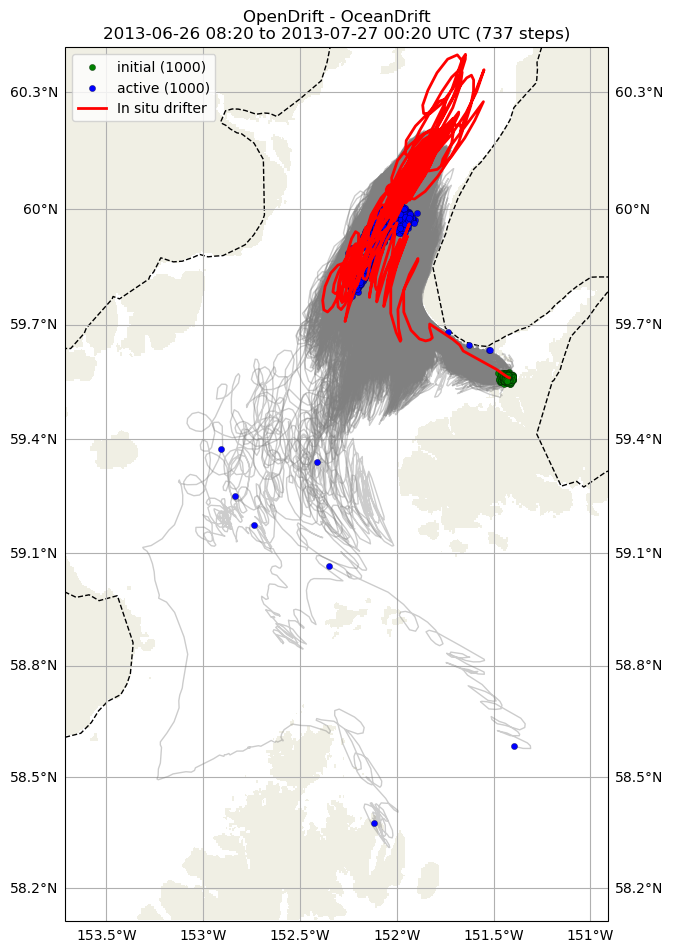 OpenDrift - OceanDrift
2013-06-26 08:20 to 2013-07-27 00:20 UTC (737 steps)
initial (1000)
active (1000)
In situ drifter
60.3°N
60.3°N
60°N
60°N
59.7°N
59.7°N
59.4°N
59.4°N
59.1°N
59.1°N
58.8°N
58.8°N
58.5°N
58.5°N
58.2°N
58.2°N
153.5°W
153°W
152.5°W
152°W
151.5°W
151°W